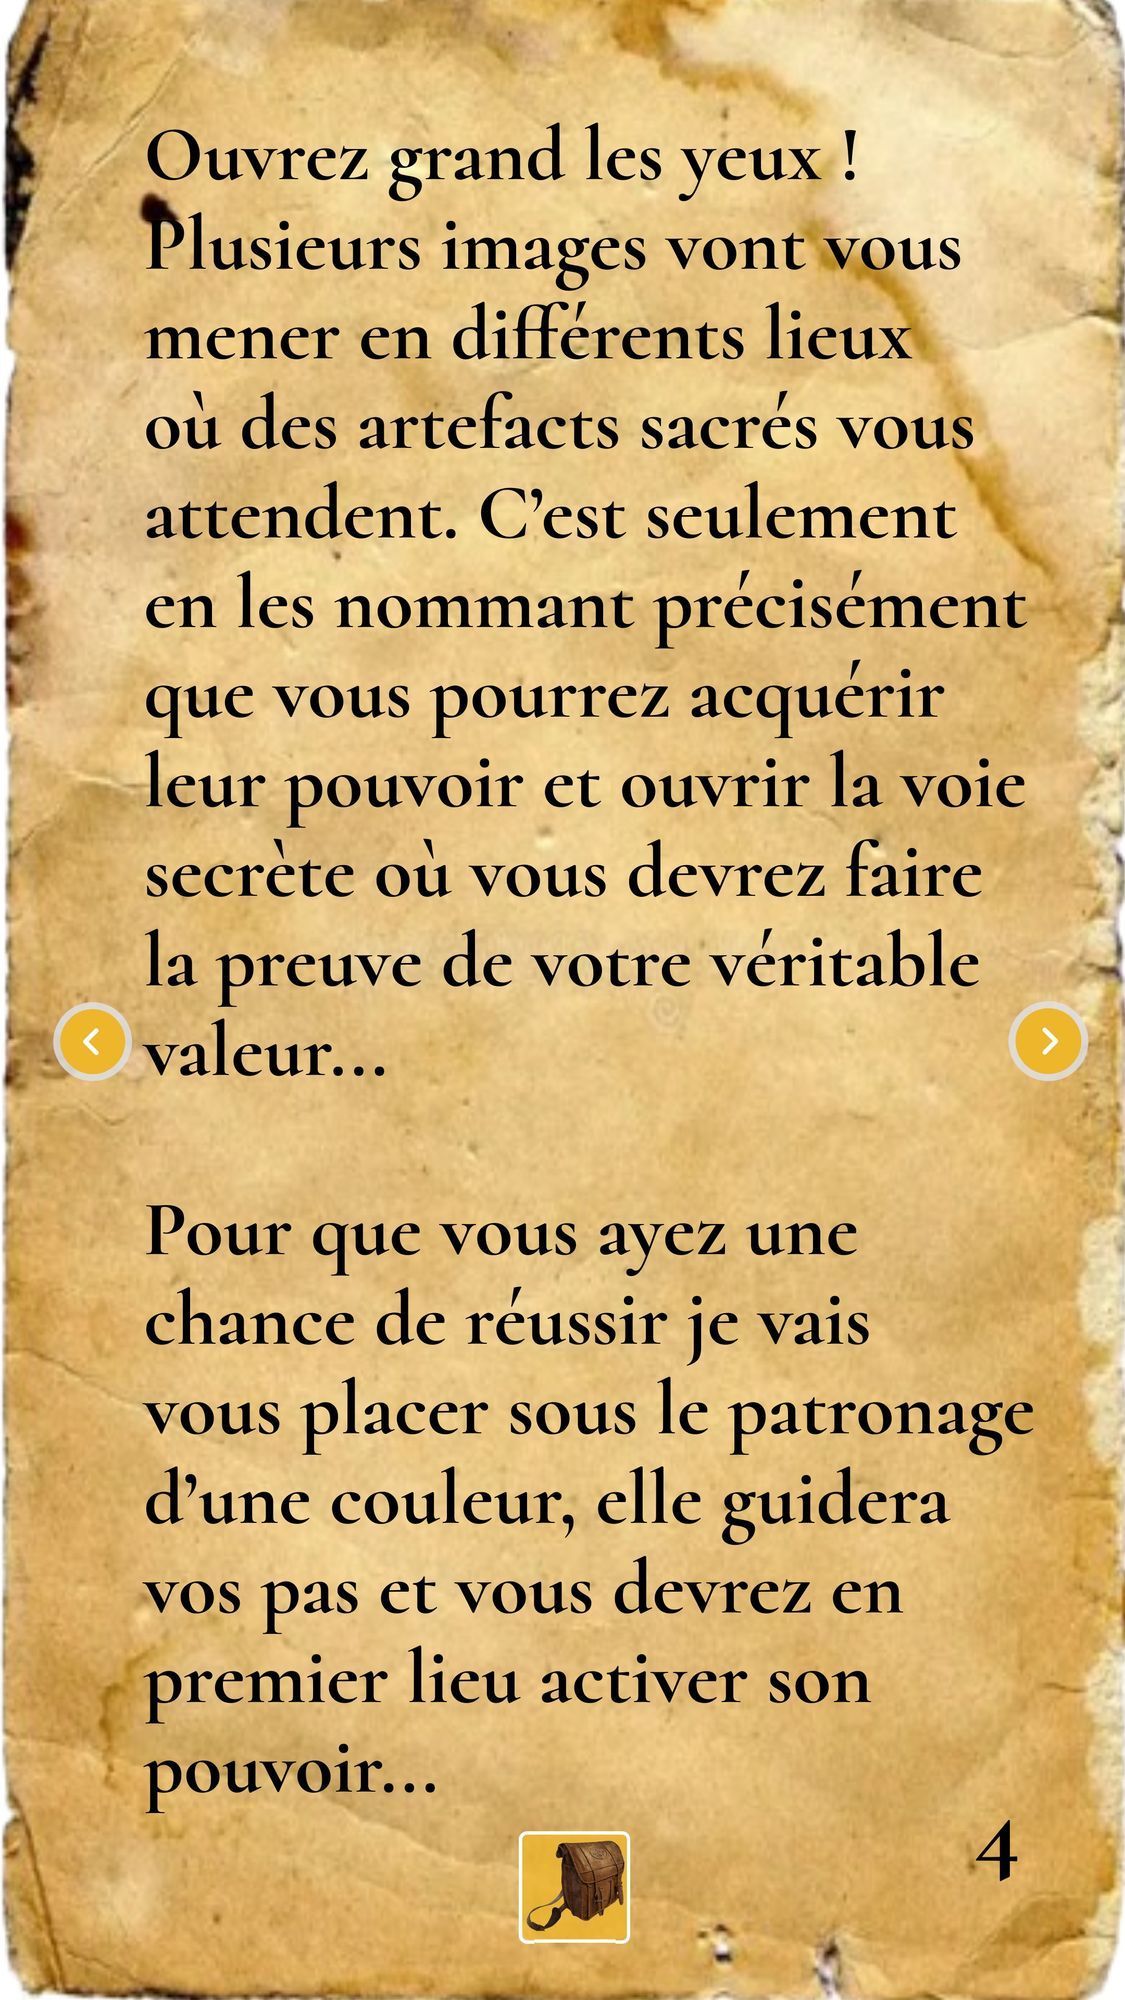 Ouvrez grand les yeux !
Plusieurs images vont vous
mener en différents lieux
où des artefacts sacrés vous
attendent. C’est seulement
en les nommant précisément
que vous pourrez acquérir
leur pouvoir et ouvrir la voie
secrète où vous devrez faire
la preuve de votre véritable
valeur...
Pour que vous ayez une
chance de réussir je vais
vous placer sous le patronage
d’une couleur, elle guidera
vos pas et vous devrez en
premier lieu activer son
pouvoir...
4